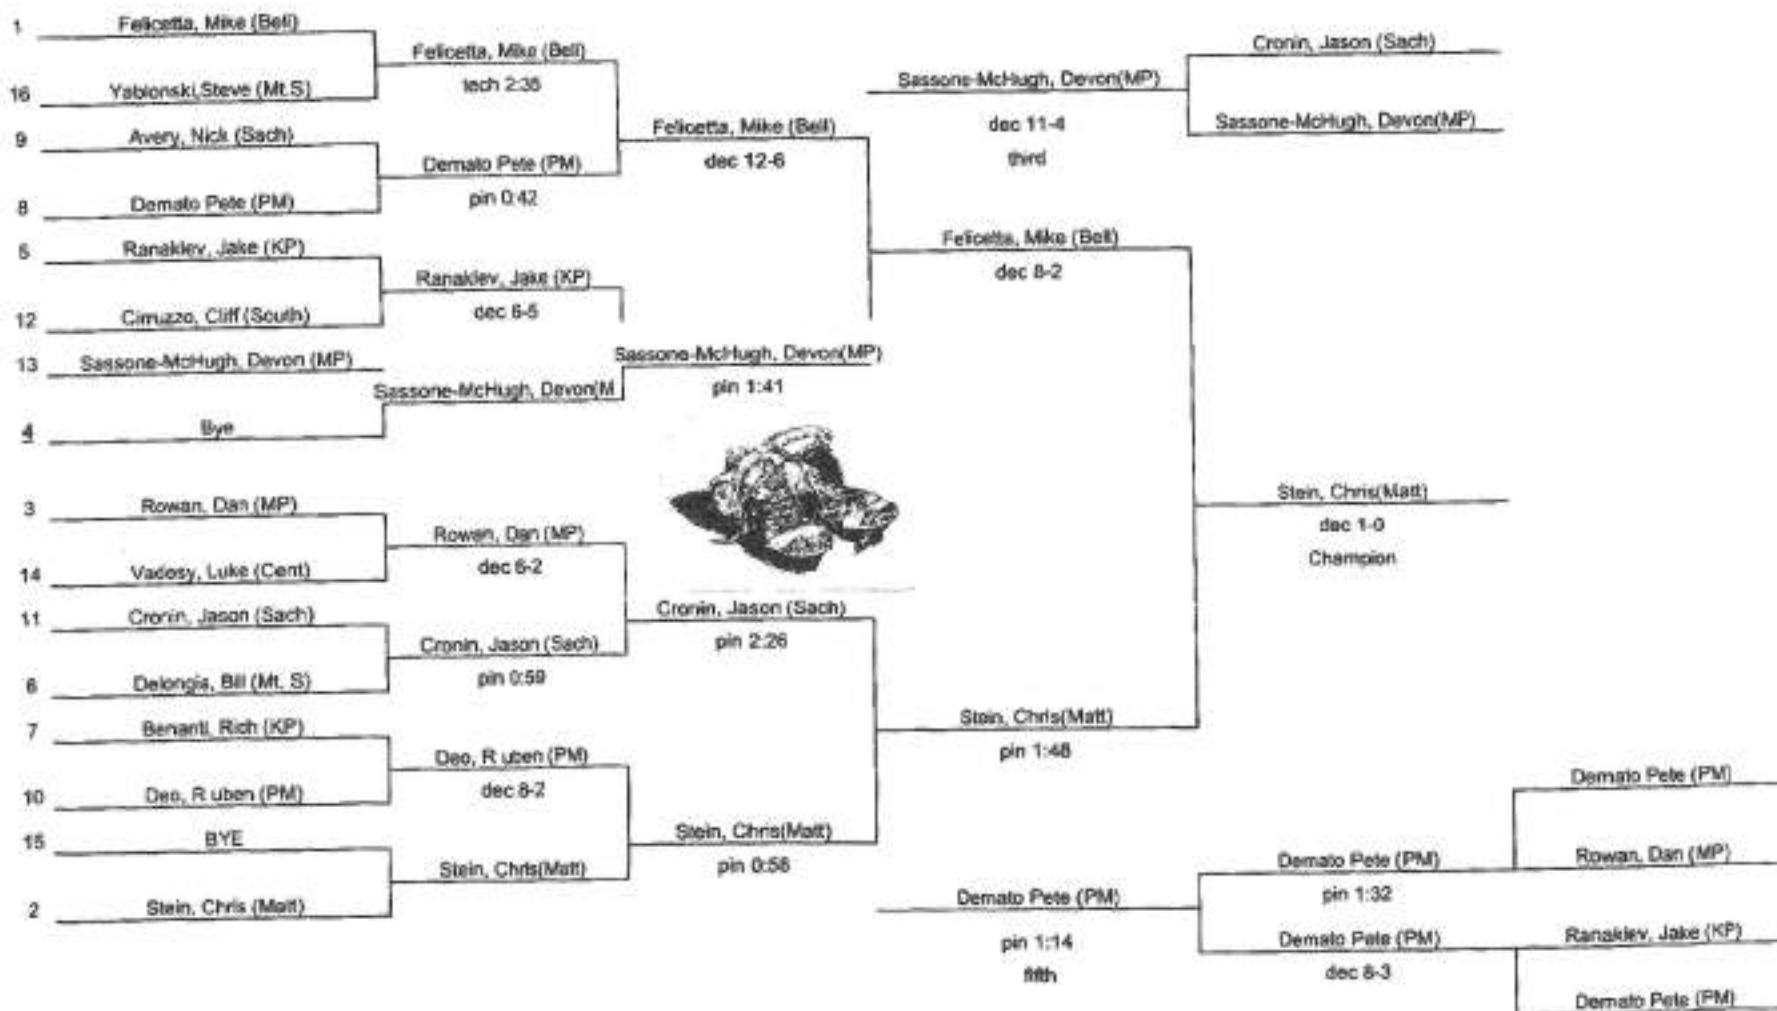 1 Felicetta, Mike (Bell)
16 Yablonski,Steve (Mt.S)
9 Avery, Nick (Sach)
8 Demato Pete (PM)
5 Ranaklev, Jake (KP)
12 Cirruzzo, Cliff (South)
13 Sassone-McHugh, Devon (MP)
4 Bye
3 Rowan, Dan (MP)
14 Vadosy, Luke (Cent)
11 Cronin, Jason (Sach)
6 Delongis, Bill (Mt. S)
7 Benanti, Rich (KP)
10 Deo, R uben (PM)
15 BYE
2 Stein, Chris (Matt)
Felicetta, Mike (Bell)
tech 2:35
Demato Pete (PM)
pin 0:42
Ranaklev, Jake (KP)
dec 6-5
Sassone-McHugh, Devon(M
Rowan, Dan (MP)
dec 6-2
Cronin, Jason (Sach)
pin 0:59
Deo, R uben (PM)
dec 8-2
Stein, Chris(Matt)
Felicetta, Mike (Bell)
dec 12-6
Sassone-McHugh, Devon(MP)
pin 1:41
Cronin, Jason (Sach)
pin 2:26
Stein, Chris(Matt)
pin 0:56
Felicetta, Mike (Bell)
dec 8-2
Stein, Chris(Matt)
pin 1:48
Stein, Chris(Matt)
dec 1-0
Champion
Cronin, Jason (Sach)
Sassone-McHugh, Devon(MP)
Sassone-McHugh, Devon(MP)
dec 11-4
third
Demato Pete (PM)
Rowan, Dan (MP)
Demato Pete (PM)
pin 1:32
Ranaklev, Jake (KP)
Demato Pete (PM)
Demato Pete (PM)
dec 8-3
Demato Pete (PM)
pin 1:14
fifth